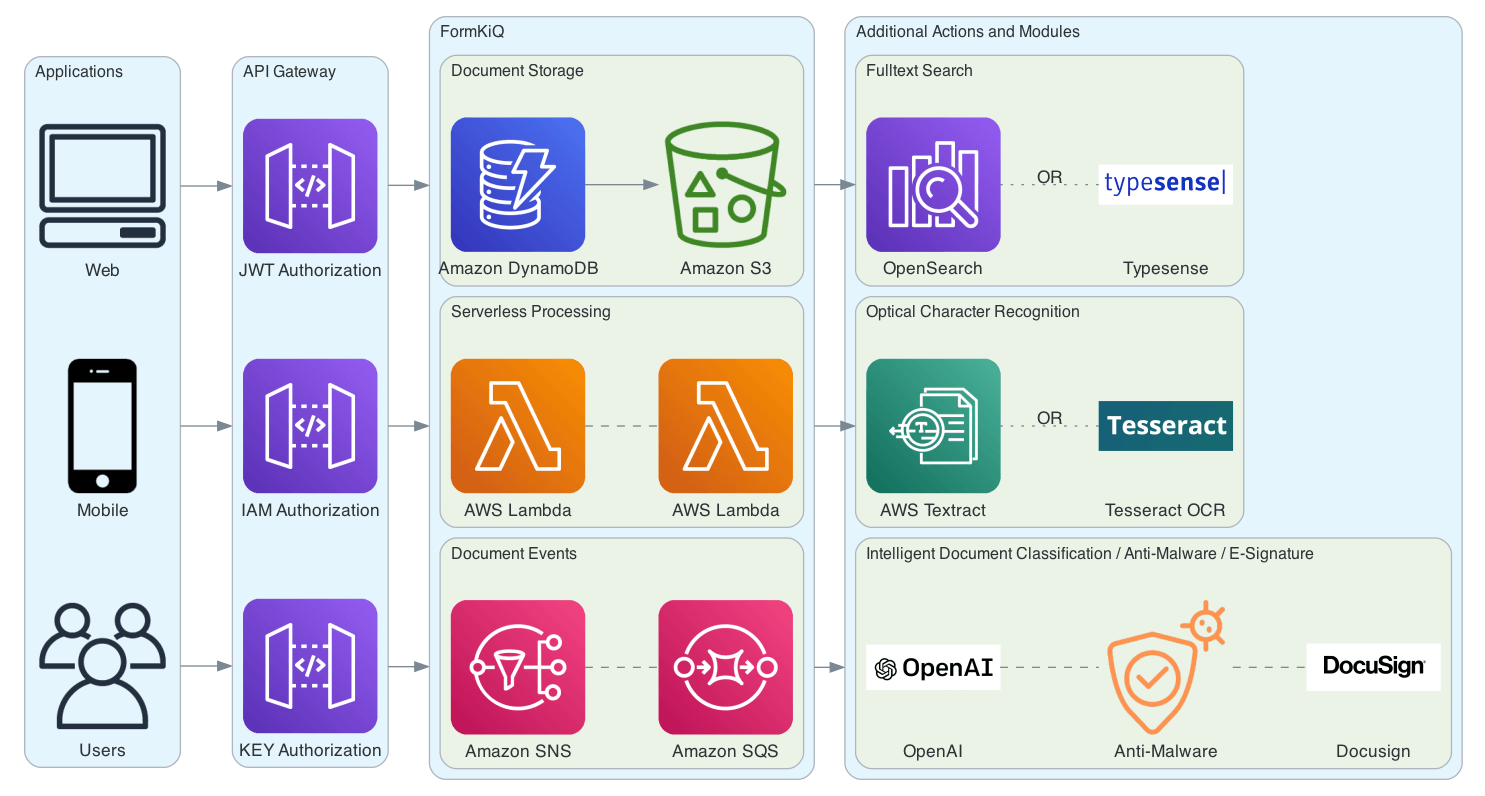 Applications
Web
Mobile
Users
API Gateway
</>
JWT Authorization
</>
IAM Authorization
</>
KEY Authorization
FormKiQ
Document Storage
Amazon DynamoDB
Amazon S3
Serverless Processing
AWS Lambda
AWS Lambda
Document Events
Amazon SNS
Amazon SQS
Additional Actions and Modules
Fulltext Search
OR
typesense
OpenSearch
Typesense
Optical Character Recognition
T
OR
Tesseract
AWS Textract
Tesseract OCR
Intelligent Document Classification / Anti-Malware / E-Signature
OpenAI
DocuSign
OpenAI
Anti-Malware
Docusign